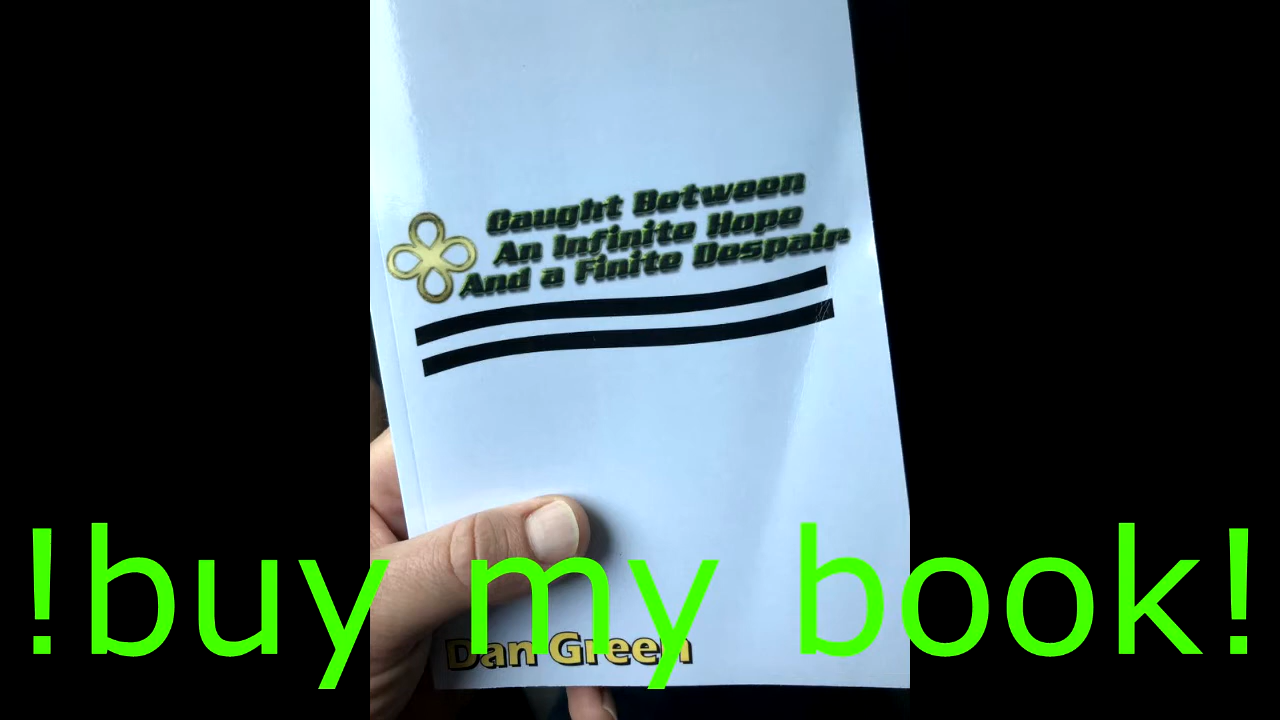 Caught Between
An Infinite Hope
And a Finite Despair
!buy my book!
Dan Green